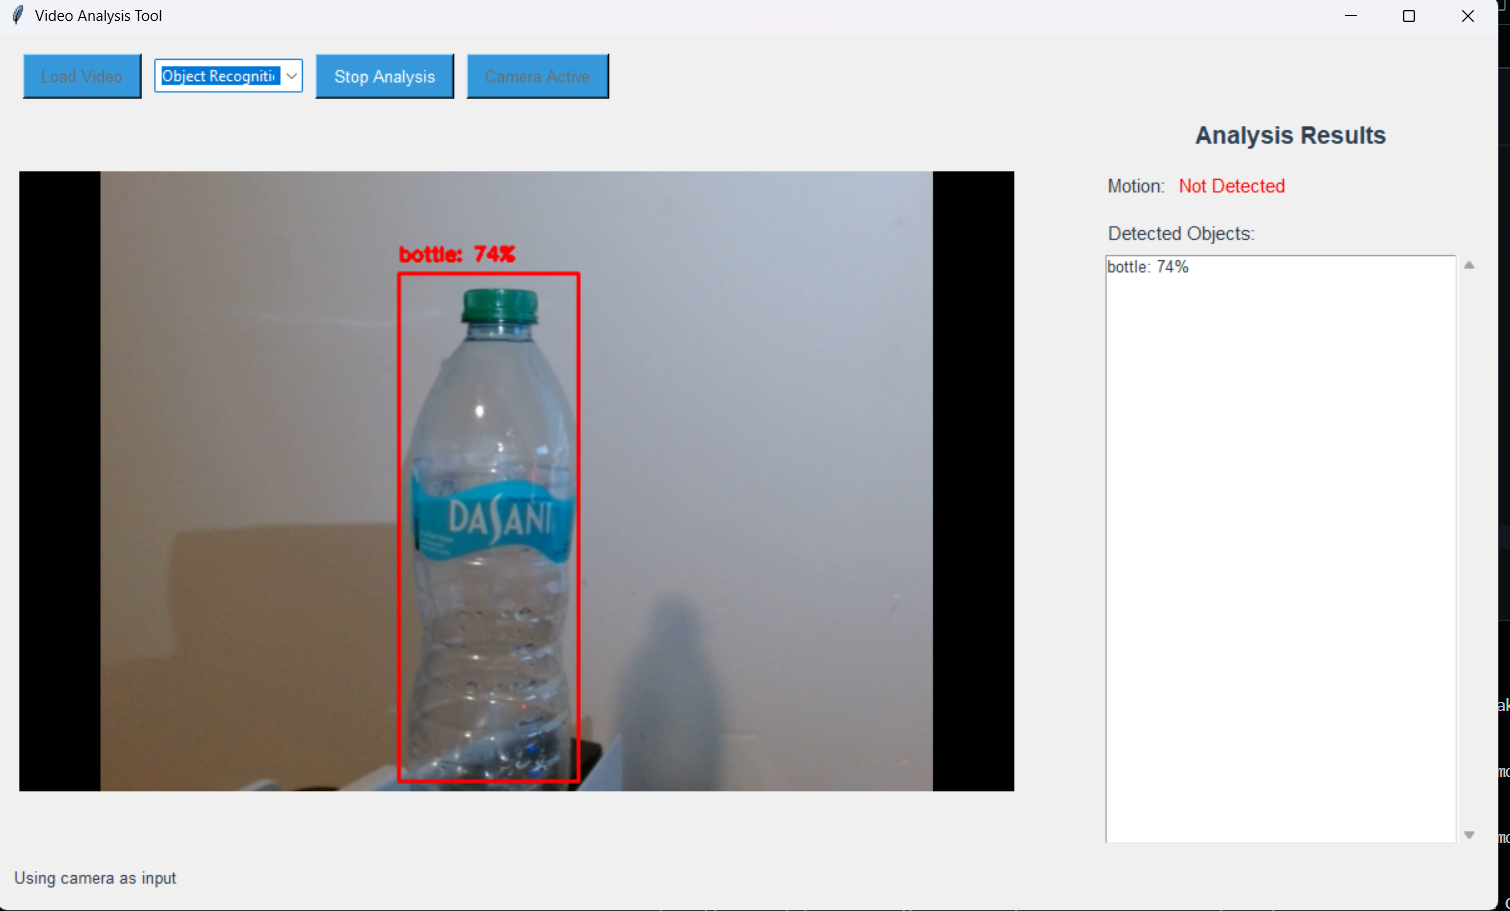 Video Analysis Tool
Load Video
Object Recogniti
Stop Analysis
Camera Active
Analysis Results
Motion: Not Detected
Detected Objects:
bottle: 74%
bottle: 74%
DASANI
Using camera as input